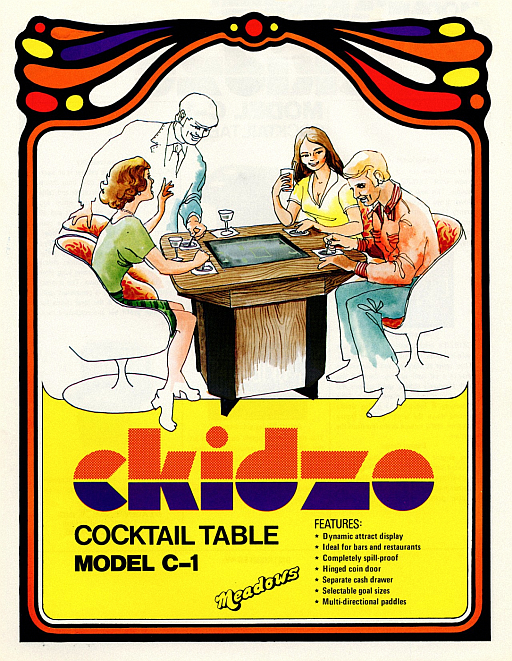 ckidzo
COCKTAIL TABLE
MODEL C-1
Meadows
FEATURES:
★ Dynamic attract display
★ Ideal for bars and restaurants
★ Completely spill-proof
★ Hinged coin door
★ Separate cash drawer
★ Selectable goal sizes
★ Multi-directional paddles